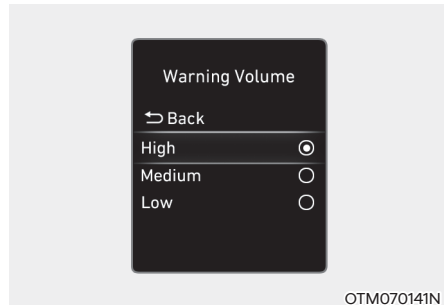 Warning Volume
Back
High
Medium
Low
OTM070141N